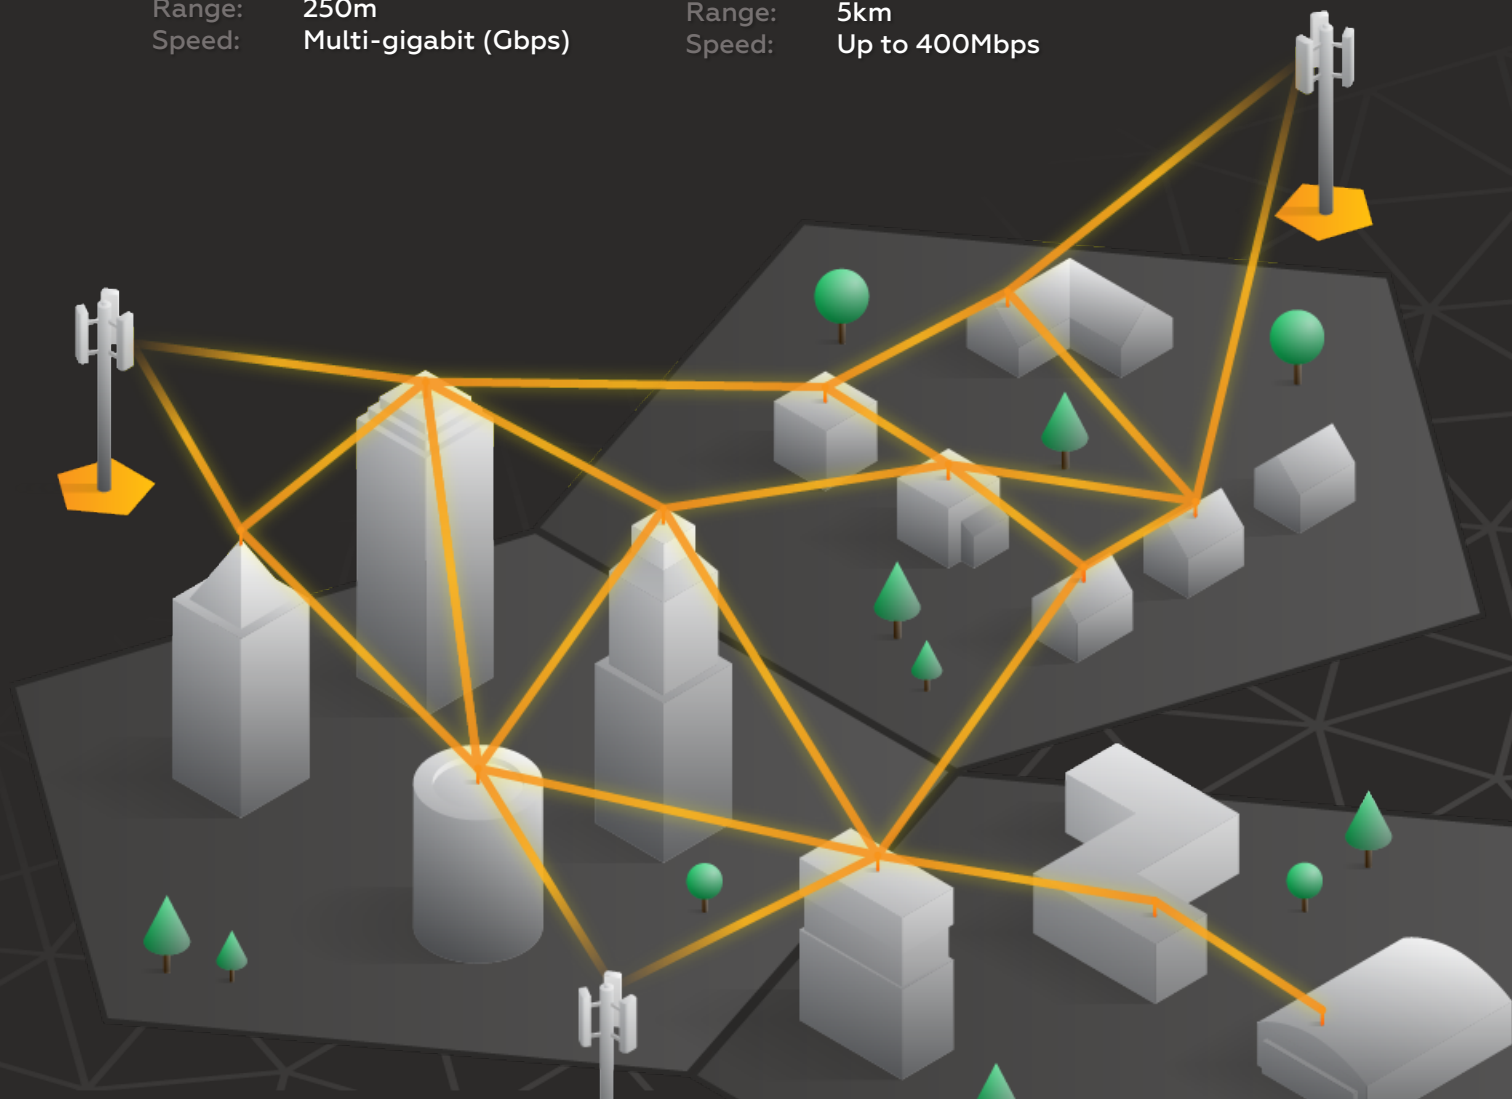 Range: 250m
Speed: Multi-gigabit (Gbps)
Range: 5km
Speed: Up to 400Mbps